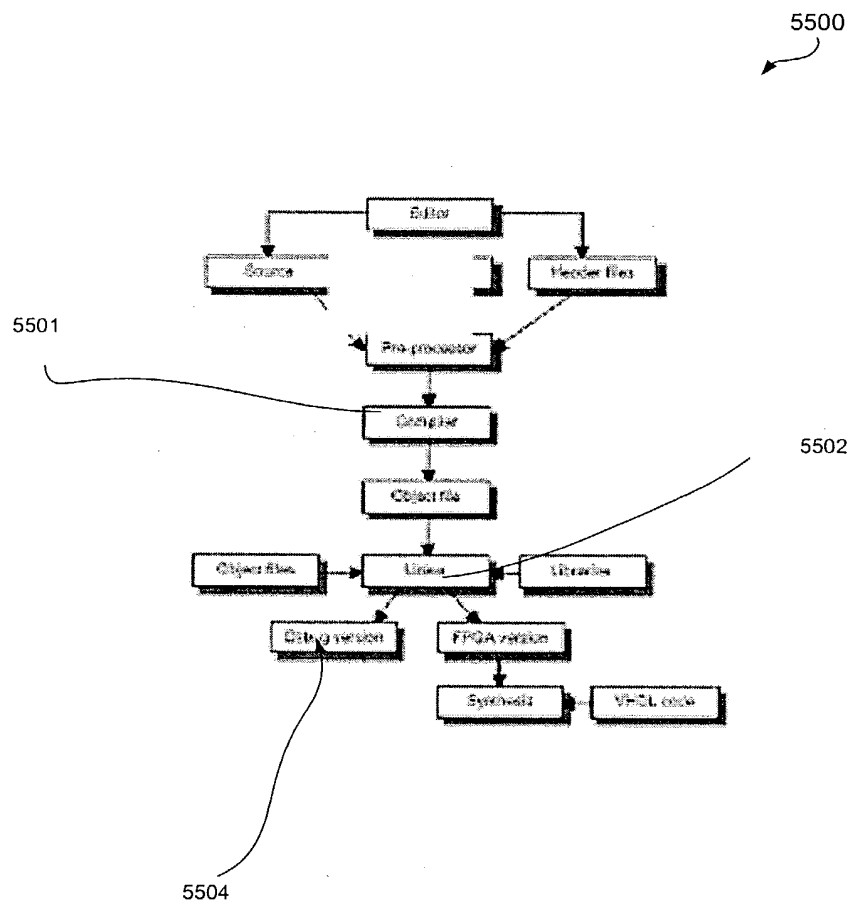 5500
Editor
Source
Header files
5501
Pre-processor
Compiler
5502
Object file
Object files
Linker
Libraries
Debug version
FPGA version
Synthesis
VHDL code
5504